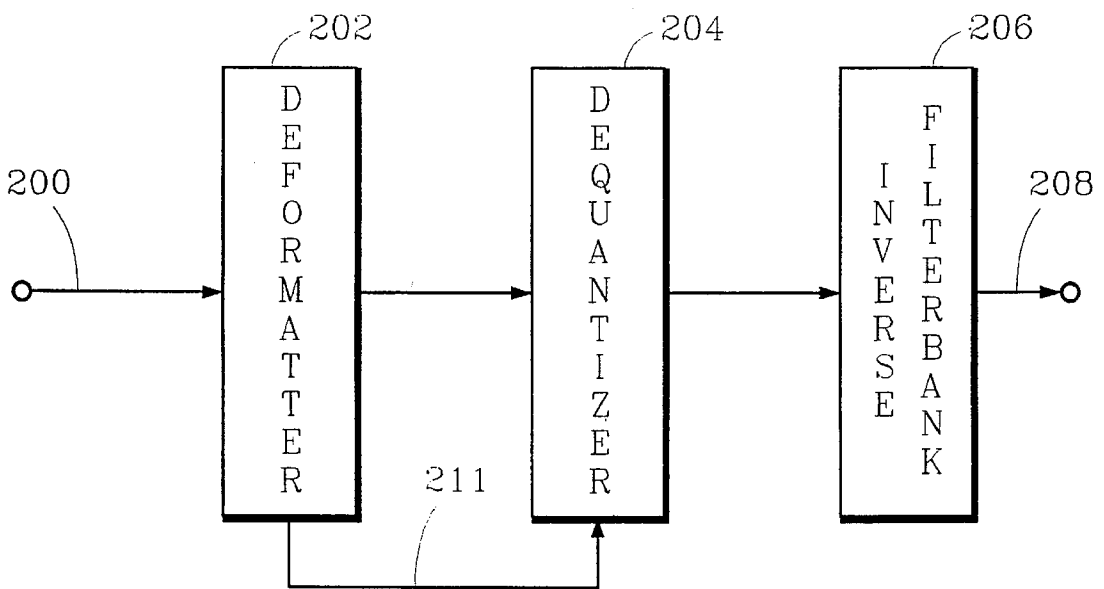 202
204
206
200
208
DEFORMATTER
DEQUANTIZER
INVERSE
FILTERBANK
211